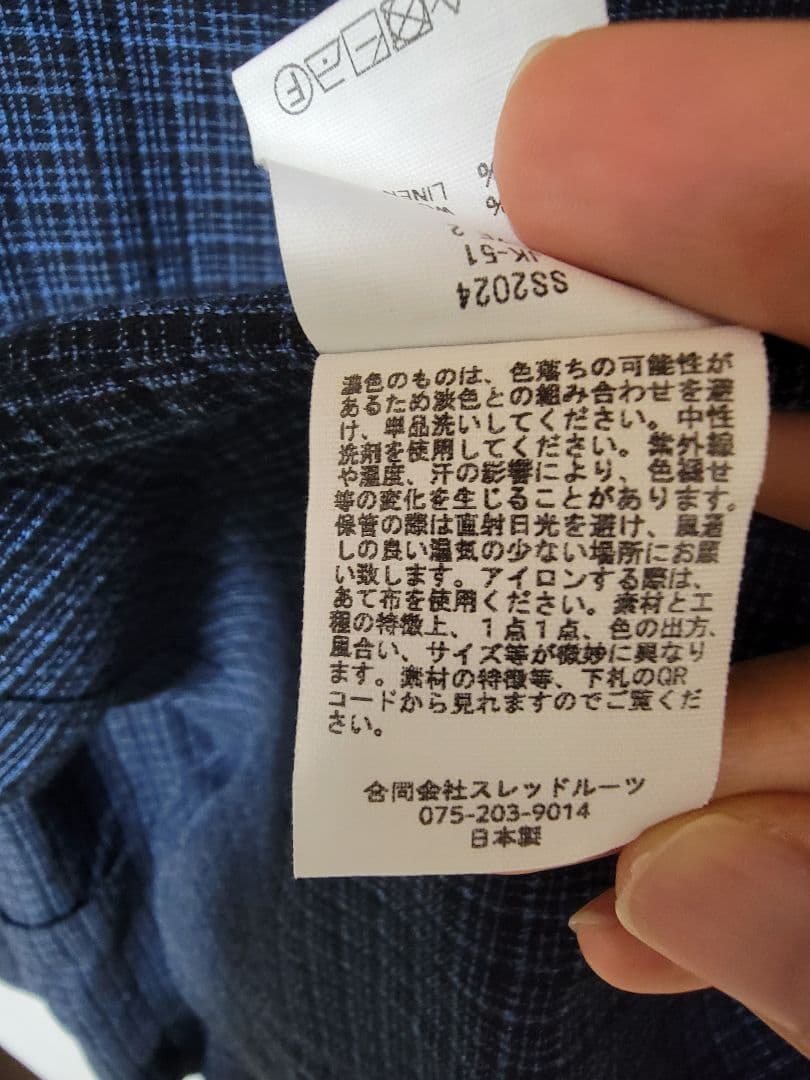 F
%
%
LINEN
2
NK-51
SS2024
濃色のものは、色落ちの可能性が
あるため淡色との組み合わせを避
け、単品洗いしてください。中性
洗剤を使用してください。紫外線
や湿度、汗の影響により、色褪せ
等の変化を生じることがあります。
保管の際は直射日光を避け、風通
しの良い湿気の少ない場所にお願
い致します。アイロンする際は、
あて布を使用ください。素材と工
程の特徴上、1点1点、色の出方、
風合い、サイズ等が微妙に異なり
ます。素材の特徴等、下札のQR
コードから見れますのでご覧くだ
さい。
合同会社スレッドルーツ
075-203-9014
日本製